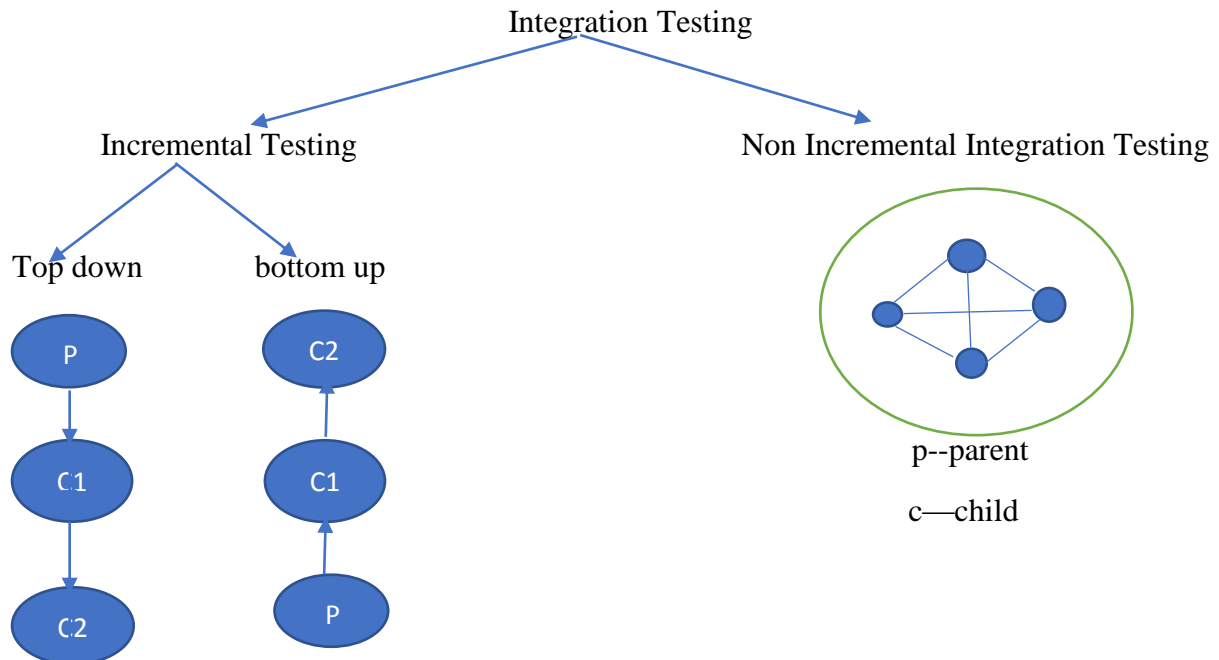 Integration Testing
Incremental Testing
Non Incremental Integration Testing
Top down
bottom up
P
C2
C1
C1
C2
P
p--parent
c—child